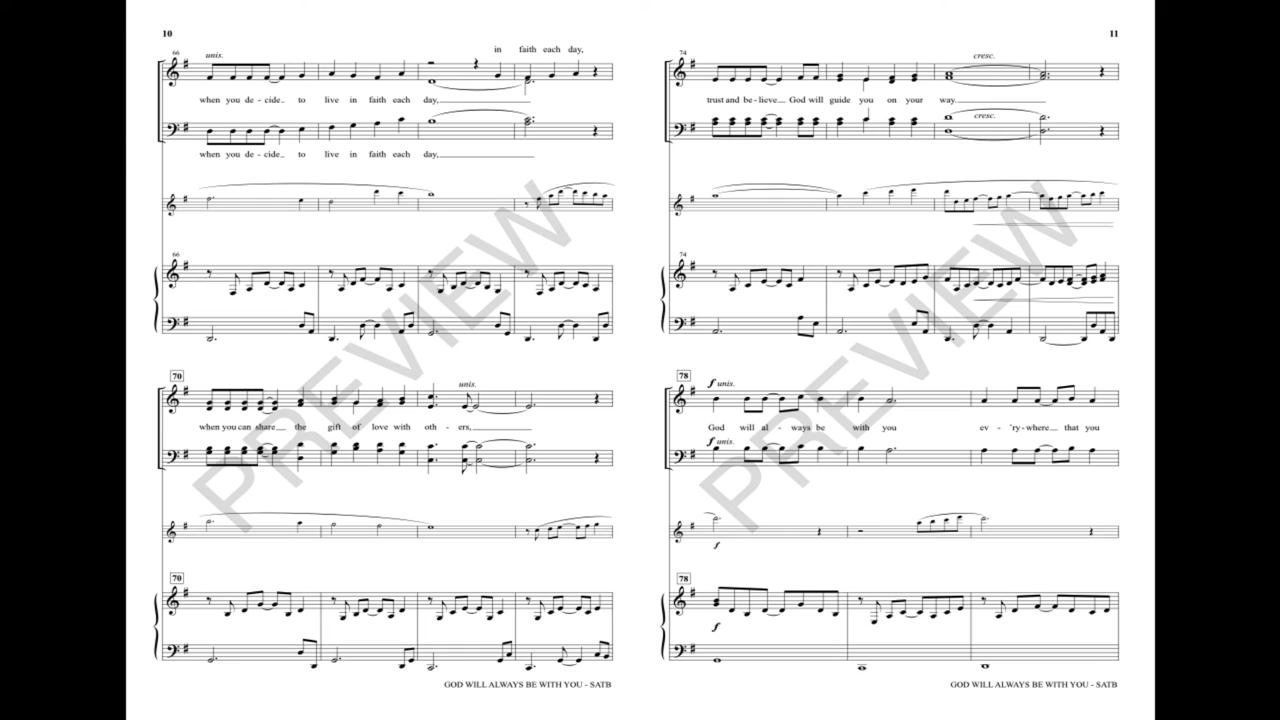 10
66
unis.
in faith each day,
when you de - cide to live in faith each day,
when you de - cide to live in faith each day,
66
70
unis.
when you can share the gift of love with oth - ers,
70
GOD WILL ALWAYS BE WITH YOU - SATB
11
74
cresc.
trust and be - lieve God will guide you on your way.
cresc.
74
78
f unis.
God will al - ways be with you ev - 'ry - where that you
f unis.
f
78
f
GOD WILL ALWAYS BE WITH YOU - SATB
PREVIEW
PREVIEW